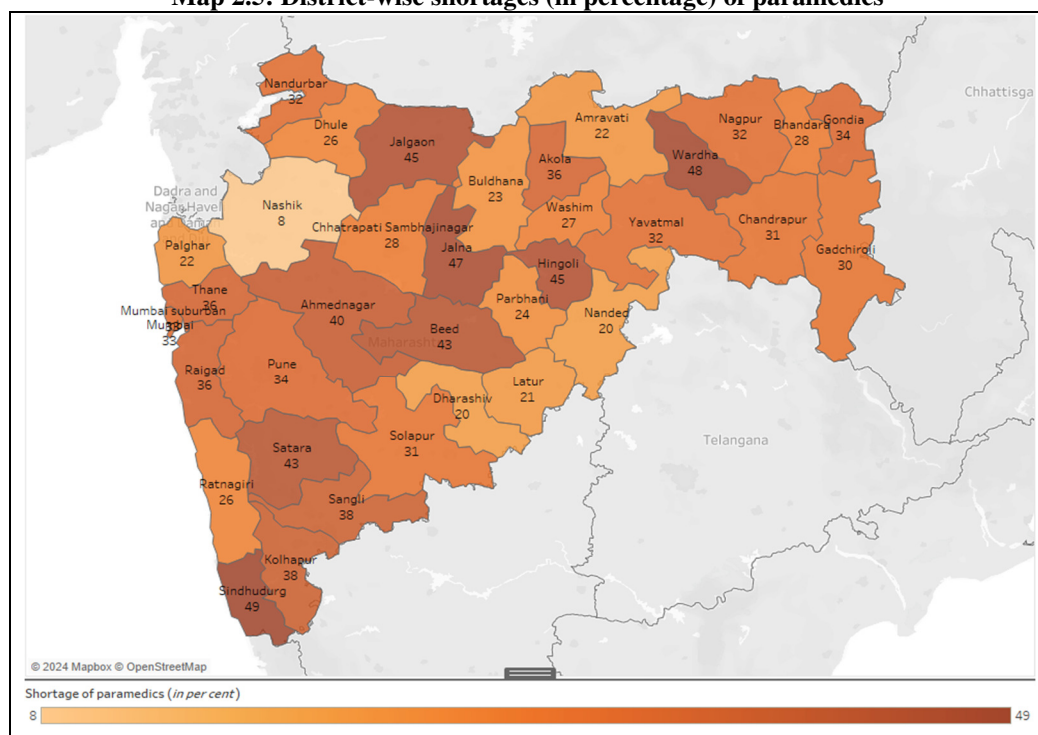 Map 2.5: District-wise shortages (in percentage) of paramedics
Nandurbar
32
Chhattisga
Dhule
26
Jalgaon
45
Amravati
22
Nagpur
32
Bhandara
28
Gondia
34
Akola
36
Wardha
48
Buldhana
23
Dadra and
Nagar Havel
and Daman
Nashik
8
Washim
27
Yavatmal
32
Chandrapur
31
Chhatrapati Sambhajinagar
28
Palghar
22
Jalna
47
Hingoli
45
Gadchiroli
30
Thane
36
Ahmednagar
40
Parbhani
24
Nanded
20
Mumbai suburban
Mumbai
33
Beed
43
Maharasht
Raigad
36
Pune
34
Latur
21
Dharashiv
20
Solapur
31
Telangana
Satara
43
Ratnagiri
26
Sangli
38
Kolhapur
38
Sindhudurg
49
© 2024 Mapbox © OpenStreetMap
Shortage of paramedics (in per cent)
8
49